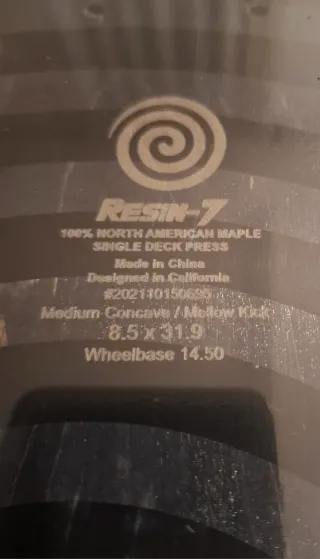 RESIN-7
100% NORTH AMERICAN MAPLE
SINGLE DECK PRESS
Made in China
Designed in California
#202110150695
Medium Concave / Mellow Kick
8.5 x 31.9
Wheelbase 14.50